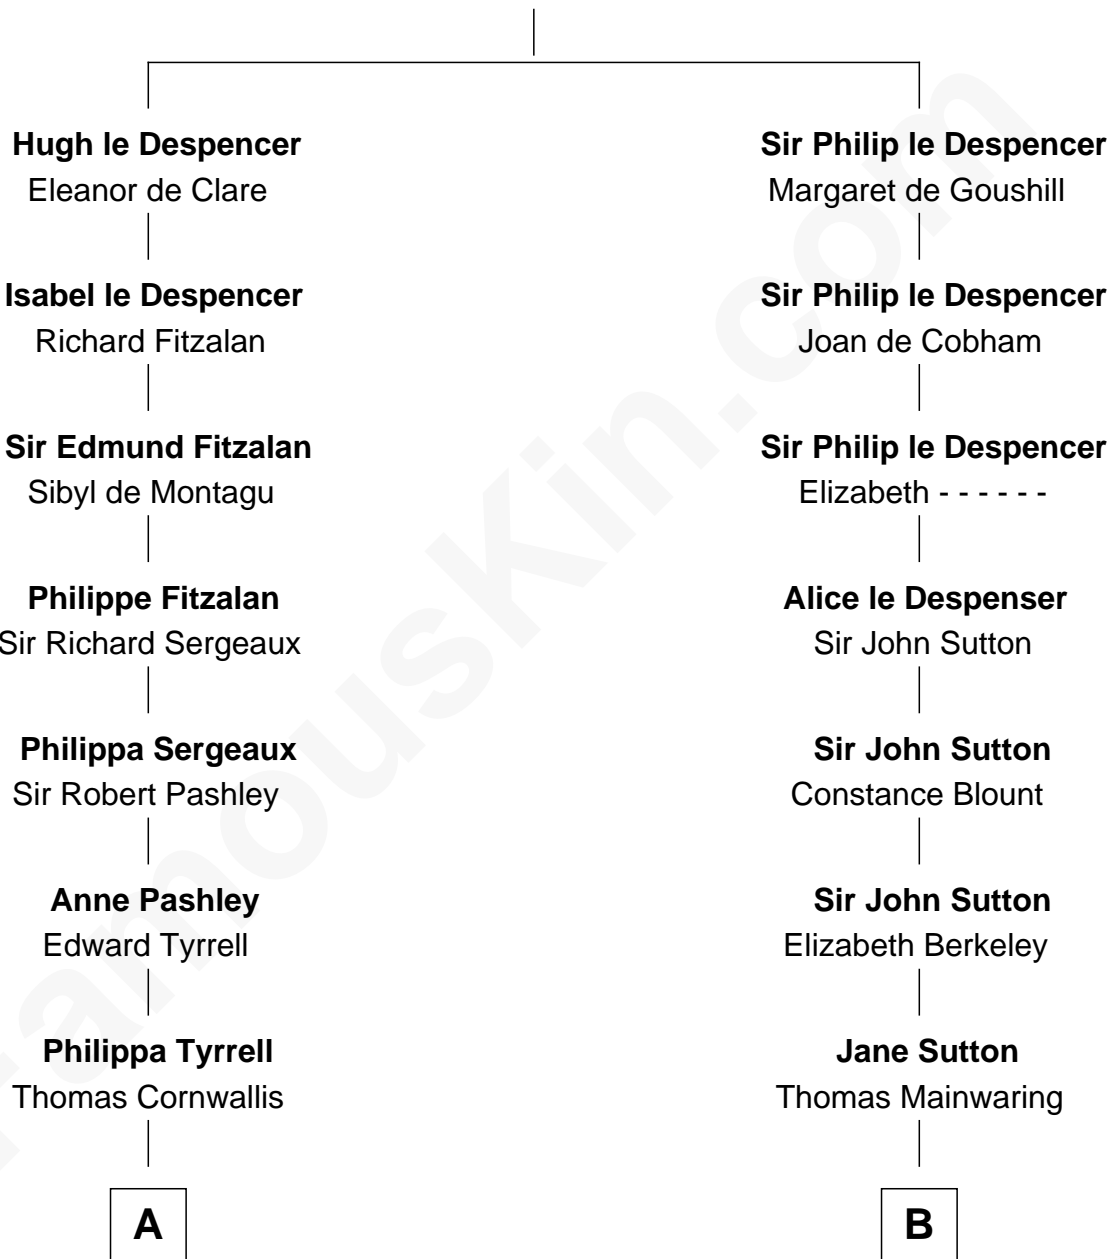 Hugh le Despencer
Eleanor de Clare
Isabel le Despencer
Richard Fitzalan
Sir Edmund Fitzalan
Sibyl de Montagu
Philippe Fitzalan
Sir Richard Sergeaux
Philippa Sergeaux
Sir Robert Pashley
Anne Pashley
Edward Tyrrell
Philippa Tyrrell
Thomas Cornwallis
A
Sir Philip le Despencer
Margaret de Goushill
Sir Philip le Despencer
Joan de Cobham
Sir Philip le Despencer
Elizabeth - - - - - -
Alice le Despenser
Sir John Sutton
Sir John Sutton
Constance Blount
Sir John Sutton
Elizabeth Berkeley
Jane Sutton
Thomas Mainwaring
B
FamousKin.com